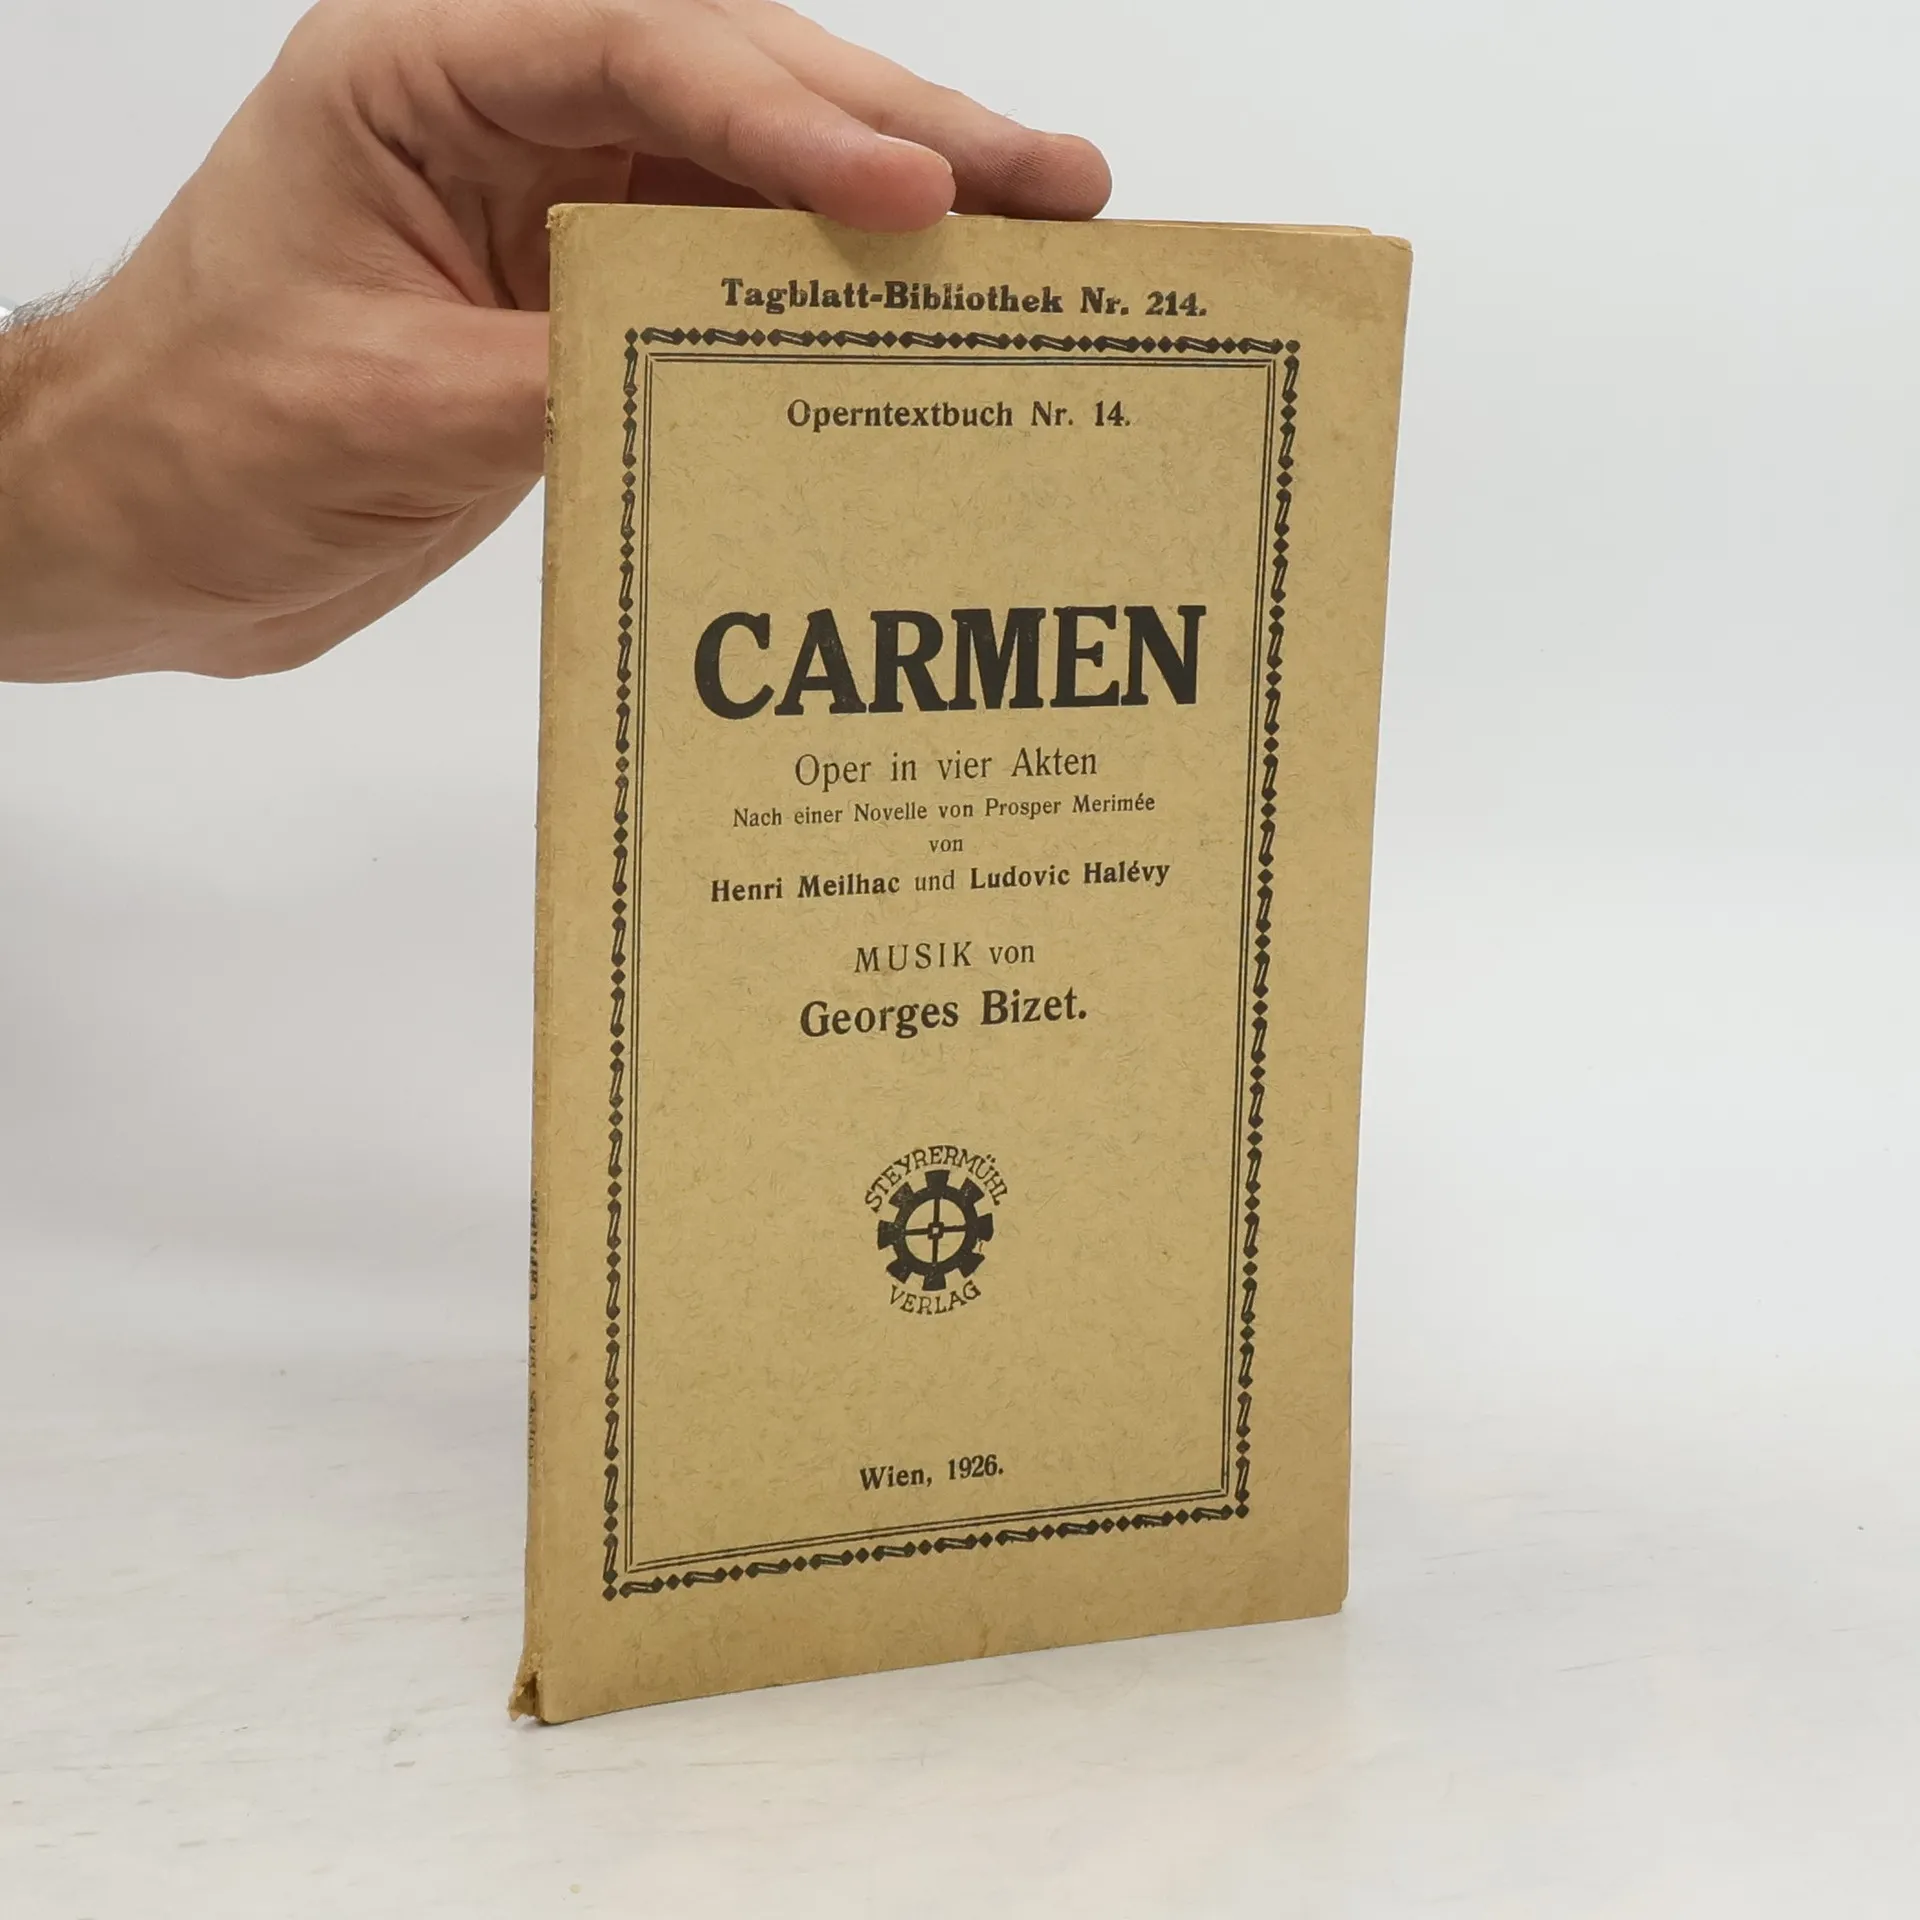 Tagblatt-Bibliothek Nr. 214.
Operntextbuch Nr. 14.
CARMEN
Oper in vier Akten
Nach einer Novelle von Prosper Merimée
von
Henri Meilhac und Ludovic Halévy
MUSIK von
Georges Bizet.
STEYRERMÜHL
VERLAG
Wien, 1926.